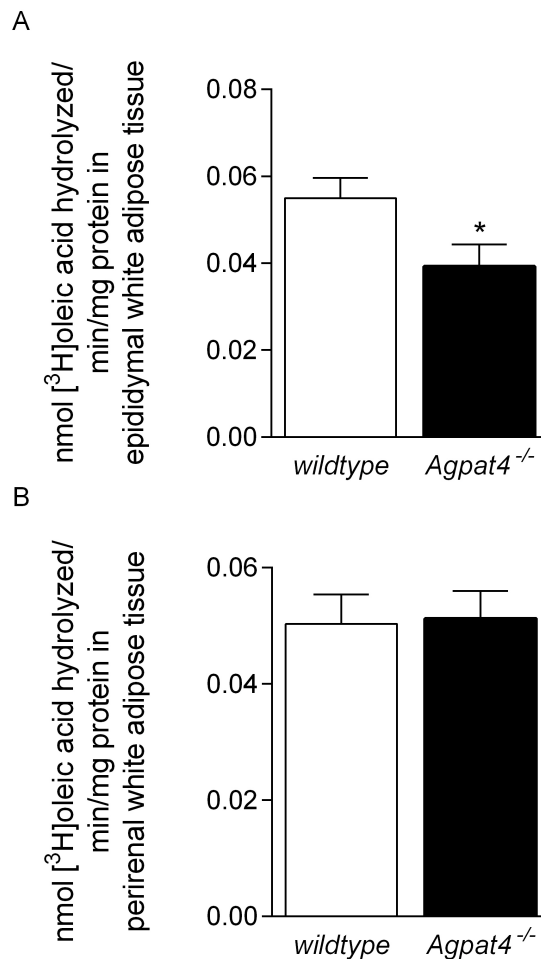 A
nmol [³H]oleic acid hydrolyzed/
min/mg protein in
epididymal white adipose tissue
0.08
0.06
0.04
0.02
0.00
*
wildtype
Agpat4 -/-
B
nmol [³H]oleic acid hydrolyzed/
min/mg protein in
perirenal white adipose tissue
0.06
0.04
0.02
0.00
wildtype
Agpat4 -/-